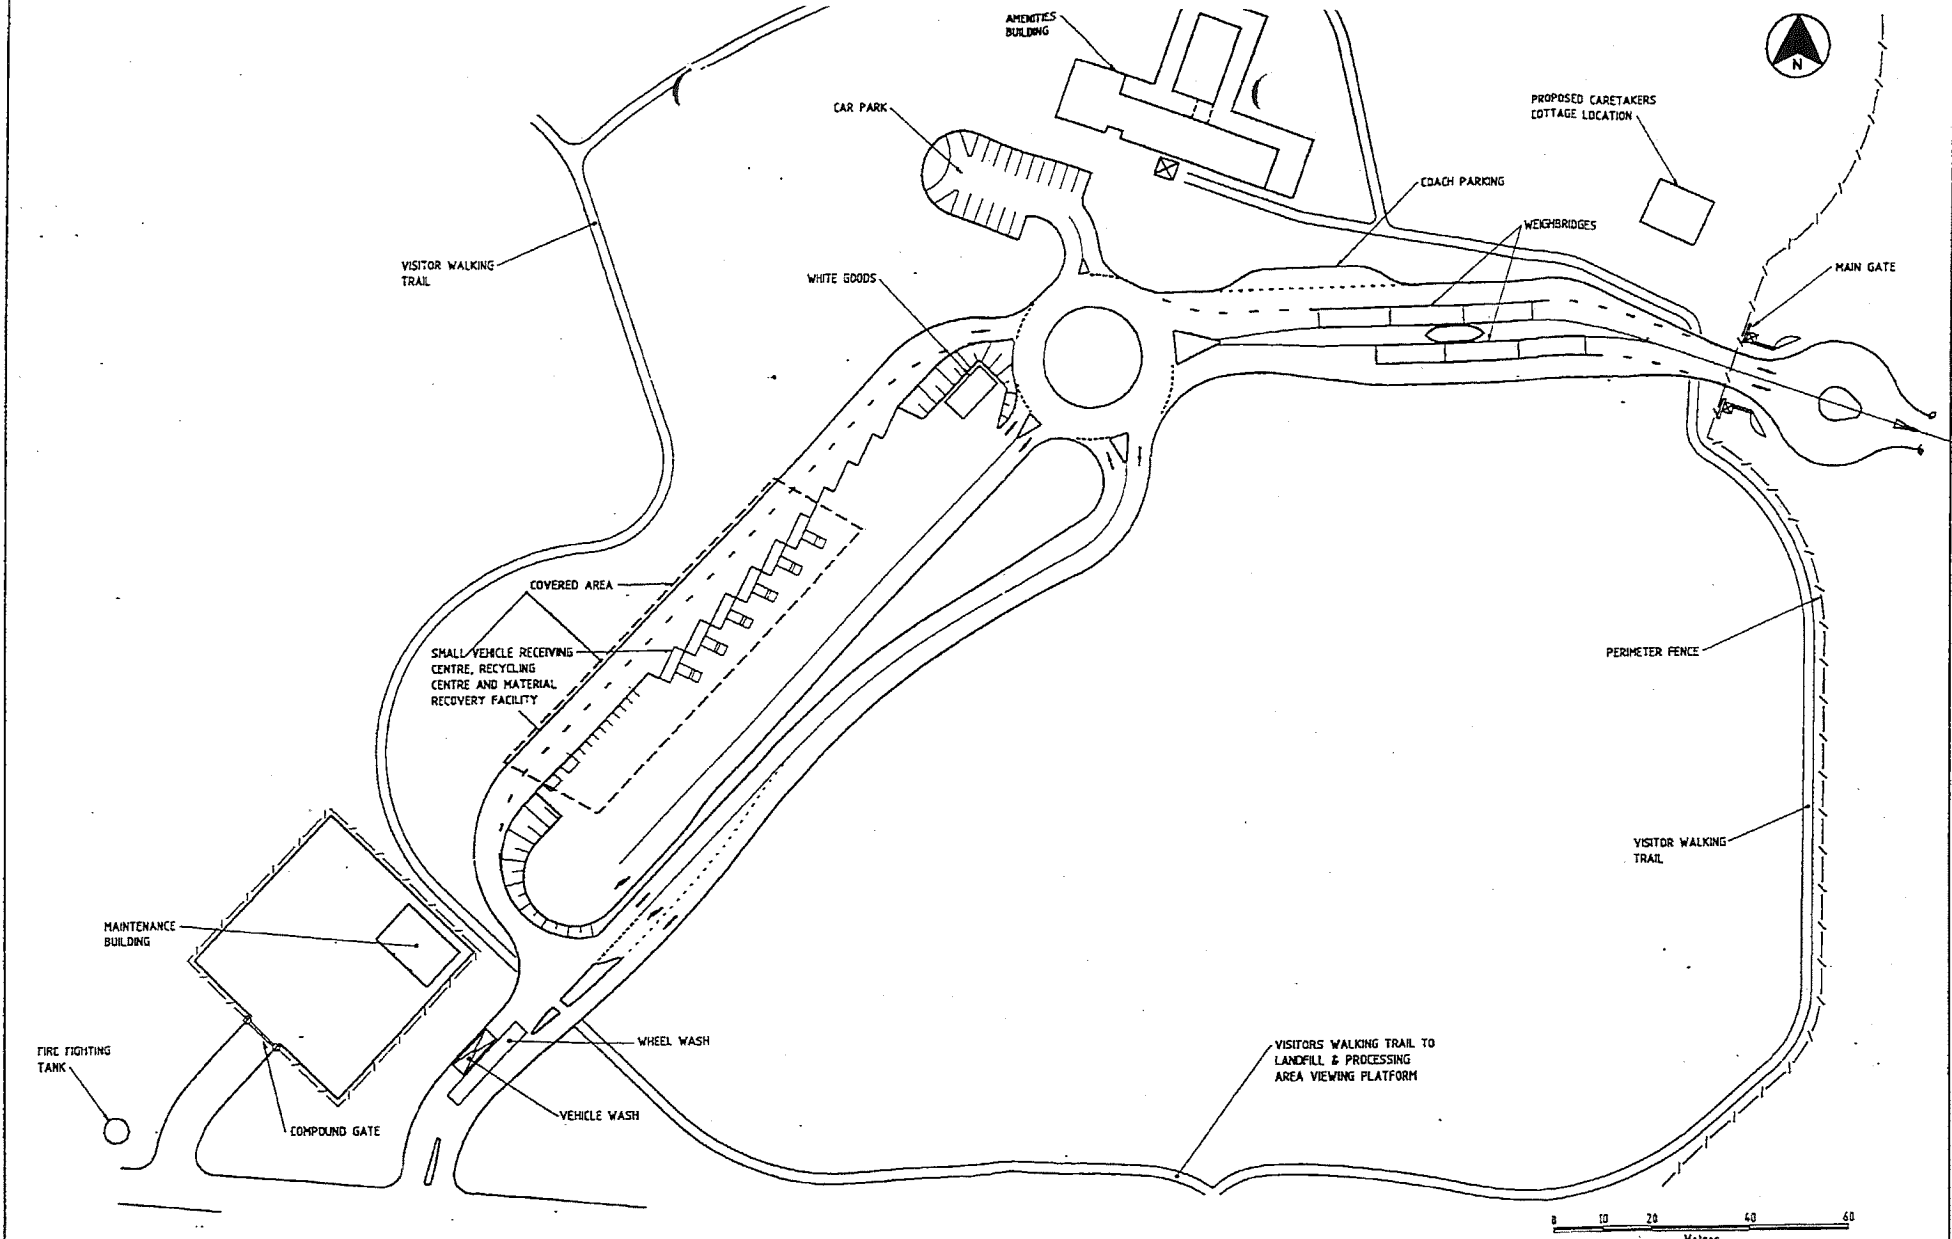 AMENITIES
BUILDING
N
CAR PARK
PROPOSED CARETAKERS
COTTAGE LOCATION
COACH PARKING
WEIGHBRIDGES
VISITOR WALKING
TRAIL
WHITE GOODS
MAIN GATE
COVERED AREA
SMALL VEHICLE RECEIVING
CENTRE, RECYCLING
CENTRE AND MATERIAL
RECOVERY FACILITY
PERIMETER FENCE
VISITOR WALKING
TRAIL
MAINTENANCE
BUILDING
FIRE FIGHTING
TANK
WHEEL WASH
VISITORS WALKING TRAIL TO
LANDFILL & PROCESSING
AREA VIEWING PLATFORM
VEHICLE WASH
COMPOUND GATE
0 10 20 40 60
Metres